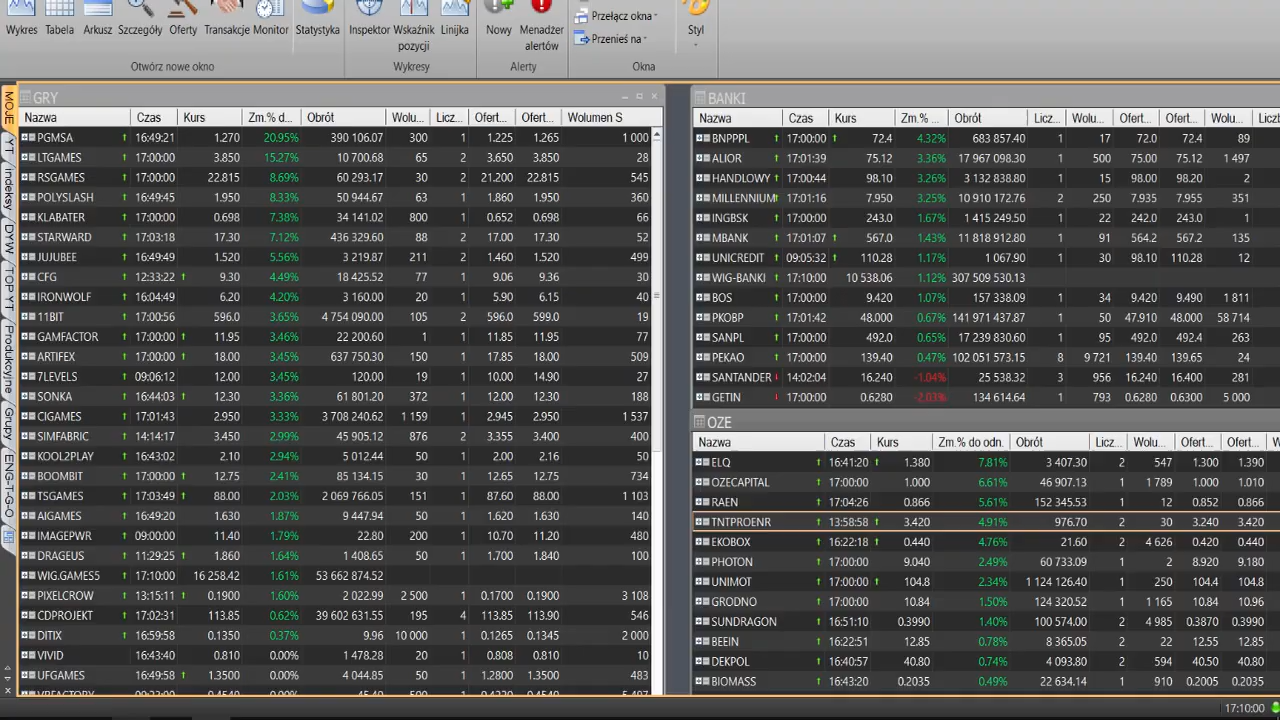 Wykres Tabela Arkusz Szczegóły Oferty Transakcje Monitor Statystyka Inspektor Wskaźnik pozycji Linijka Nowy Menadżer alertów Przełącz okna Przenieś na Styl
Otwórz nowe okno Wykresy Alerty Okna
MOJE
YT
Indeksy
DYW
TOP YT
Produkcyjne
Grupy
ENG-T-G-O
GRY
Nazwa Czas Kurs Zm.% d... Obrót Wolu... Licz... Ofert... Ofert... Wolumen S
PGMSA 16:49:21 1.270 20.95% 390 106.07 300 1 1.225 1.265 1 000
LTGAMES 17:00:00 3.850 15.27% 10 700.68 65 2 3.650 3.850 28
RSGAMES 17:00:00 22.815 8.69% 60 293.17 30 2 21.200 22.815 545
POLYSLASH 16:49:45 1.950 8.33% 50 944.67 63 1 1.860 1.950 360
KLABATER 17:00:00 0.698 7.38% 34 141.02 800 1 0.652 0.698 66
STARWARD 17:03:18 17.30 7.12% 436 329.60 88 2 17.00 17.30 52
JUJUBEE 16:49:49 1.520 5.56% 3 219.87 211 2 1.460 1.520 499
CFG 12:33:22 9.30 4.49% 18 425.52 77 1 9.06 9.36 30
IRONWOLF 16:04:49 6.20 4.20% 3 160.00 20 1 5.90 6.15 40
11BIT 17:00:56 596.0 3.65% 4 754 090.00 105 2 596.0 599.0 19
GAMFACTOR 17:00:00 11.95 3.46% 22 200.60 1 1 11.85 11.95 77
ARTIFEX 17:00:00 18.00 3.45% 637 750.30 150 1 17.85 18.00 509
7LEVELS 09:06:12 12.00 3.45% 120.00 19 1 10.00 14.90 27
SONKA 16:44:03 12.30 3.36% 61 801.20 372 1 12.00 12.30 188
CIGAMES 17:01:43 2.950 3.33% 3 708 240.62 1 159 1 2.945 2.950 1 537
SIMFABRIC 14:14:17 3.450 2.99% 45 905.12 876 2 3.355 3.455 400
KOOL2PLAY 16:43:02 2.10 2.94% 5 012.44 50 1 2.00 2.16 50
BOOMBIT 17:00:00 12.75 2.41% 85 134.15 30 1 12.65 12.75 734
TSGAMES 17:03:49 88.00 2.03% 2 069 766.05 151 1 87.60 88.00 1 103
AIGAMES 16:49:20 1.630 1.87% 9 447.94 50 1 1.620 1.630 140
IMAGEPWR 09:00:00 11.40 1.79% 22.80 200 1 10.70 11.20 480
DRAGEUS 11:29:25 1.860 1.64% 1 408.65 50 1 1.700 1.840 100
WIG.GAMES5 17:10:00 16 258.42 1.61% 53 662 874.52
PIXELCROW 13:15:11 0.1900 1.60% 2 022.99 2 500 1 0.1700 0.1900 3 108
CDPROJEKT 17:02:31 113.85 0.62% 39 602 631.55 195 4 113.85 113.90 546
DITIX 16:59:58 0.1350 0.37% 9.96 10 000 1 0.1265 0.1345 2 000
VIVID 16:43:40 0.810 0.00% 1 478.28 20 1 0.808 0.810 10
UFGAMES 16:49:58 1.3500 0.00% 4 044.85 50 1 1.2800 1.3500 483
BANKI
Nazwa Czas Kurs Zm.% ... Obrót Licz... Wolu... Ofert... Ofert... Wolu... Liczb
BNPPPL 17:00:00 72.4 4.32% 683 857.40 1 17 72.0 72.4 89
ALIOR 17:01:39 75.12 3.36% 17 967 098.30 1 500 75.00 75.12 1 497
HANDLOWY 17:00:44 98.10 3.26% 3 132 838.80 1 15 98.00 98.20 2
MILLENNIUM 17:01:16 7.950 3.25% 10 910 172.76 2 250 7.935 7.955 351
INGBSK 17:00:00 243.0 1.67% 1 415 249.50 1 22 242.0 243.0 1
MBANK 17:01:07 567.0 1.43% 11 818 912.80 1 91 564.2 567.2 135
UNICREDIT 09:05:32 110.28 1.17% 1 067.90 1 30 98.10 110.28 12
WIG-BANKI 17:10:00 10 538.06 1.12% 307 509 530.13
BOS 17:00:00 9.420 1.07% 157 338.09 1 34 9.420 9.490 1 811
PKOBP 17:01:42 48.000 0.67% 141 971 437.87 1 50 47.910 48.000 58 714
SANPL 17:00:00 492.0 0.65% 17 239 830.60 1 95 492.0 492.4 264
PEKAO 17:00:00 139.40 0.47% 102 051 573.15 8 9 721 139.40 139.65 24
SANTANDER 14:02:04 16.240 -1.04% 25 538.32 3 956 16.240 16.400 281
GETIN 17:00:00 0.6280 -2.03% 134 614.64 1 793 0.6280 0.6300 5 000
OZE
Nazwa Czas Kurs Zm.% do odn. Obrót Licz... Wolu... Ofert... Ofert... W
ELQ 16:41:20 1.380 7.81% 3 407.30 2 547 1.300 1.390
OZECAPITAL 17:00:00 1.000 6.61% 46 907.13 1 1 789 1.000 1.010
RAEN 17:04:26 0.866 5.61% 152 345.53 1 12 0.852 0.866
TNTPROENR 13:58:58 3.420 4.91% 976.70 2 30 3.240 3.420
EKOBOX 16:22:18 0.440 4.76% 21.60 2 4 626 0.420 0.440
PHOTON 17:00:00 9.040 2.49% 60 733.09 1 2 8.920 9.180
UNIMOT 17:00:00 104.8 2.34% 1 124 126.40 1 250 104.4 104.8
GRODNO 17:00:00 10.84 1.50% 124 320.52 1 1 165 10.84 10.96
SUNDRAGON 16:51:10 0.3990 1.40% 100 574.00 2 4 985 0.3870 0.3990
BEEIN 16:22:51 12.85 0.78% 8 365.05 2 22 12.55 12.85
DEKPOL 16:40:57 40.80 0.74% 4 093.80 2 594 40.50 40.80
BIOMASS 16:43:20 0.2035 0.49% 22 634.14 1 910 0.2005 0.2035
17:10:00